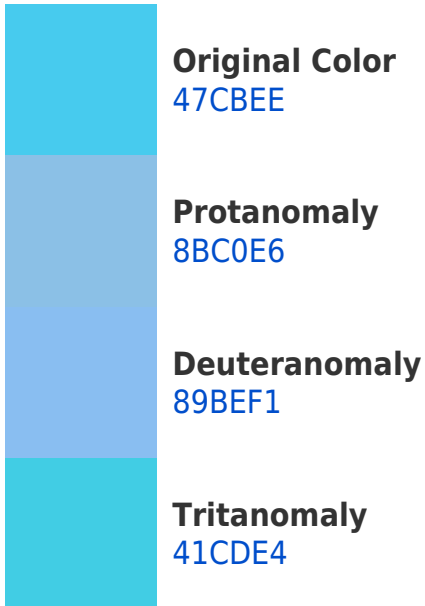 Original Color
47CBEE
Protanomaly
8BC0E6
Deuteranomaly
89BEF1
Tritanomaly
41CDE4